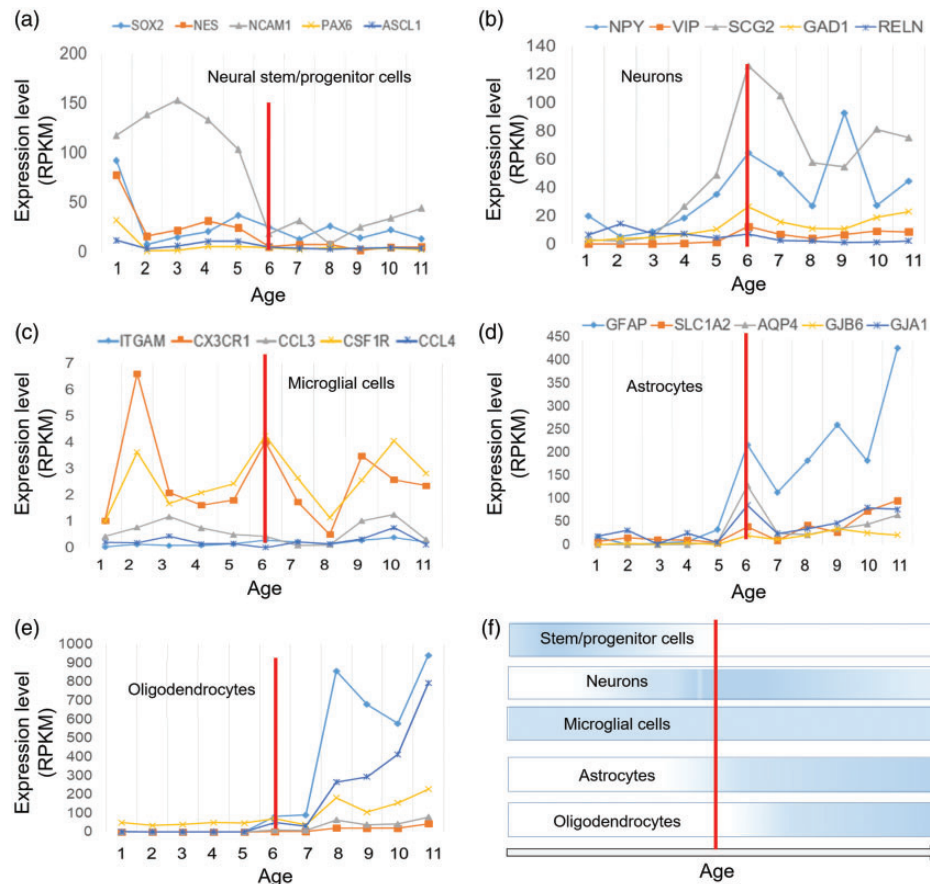 (a)
SOX2 NES NCAM1 PAX6 ASCL1
Neural stem/progenitor cells
Expression level
(RPKM)
200
150
100
50
0
1 2 3 4 5 6 7 8 9 10 11
Age
(b)
NPY VIP SCG2 GAD1 RELN
Neurons
Expression level
(RPKM)
140
120
100
80
60
40
20
0
1 2 3 4 5 6 7 8 9 10 11
Age
(c)
ITGAM CX3CR1 CCL3 CSF1R CCL4
Microglial cells
Expression level
(RPKM)
7
6
5
4
3
2
1
0
1 2 3 4 5 6 7 8 9 10 11
Age
(d)
GFAP SLC1A2 AQP4 GJB6 GJA1
Astrocytes
Expression level
(RPKM)
450
400
350
300
250
200
150
100
50
0
1 2 3 4 5 6 7 8 9 10 11
Age
(e)
Oligodendrocytes
Expression level
(RPKM)
1000
900
800
700
600
500
400
300
200
100
0
1 2 3 4 5 6 7 8 9 10 11
Age
(f)
Stem/progenitor cells
Neurons
Microglial cells
Astrocytes
Oligodendrocytes
Age